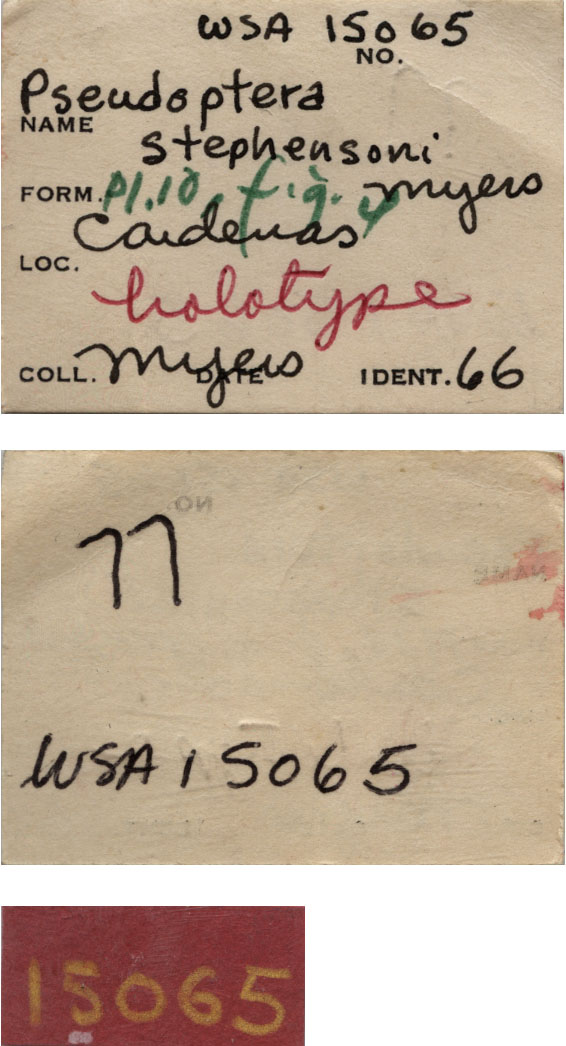 WSA 15065
NO.
Pseudoptera
NAME
stephensoni
FORM. Pl.10, fig. 4 Myers
Cardenas
LOC.
holotype
COLL. Myers DATE IDENT. 66
77
WSA 15065
15065